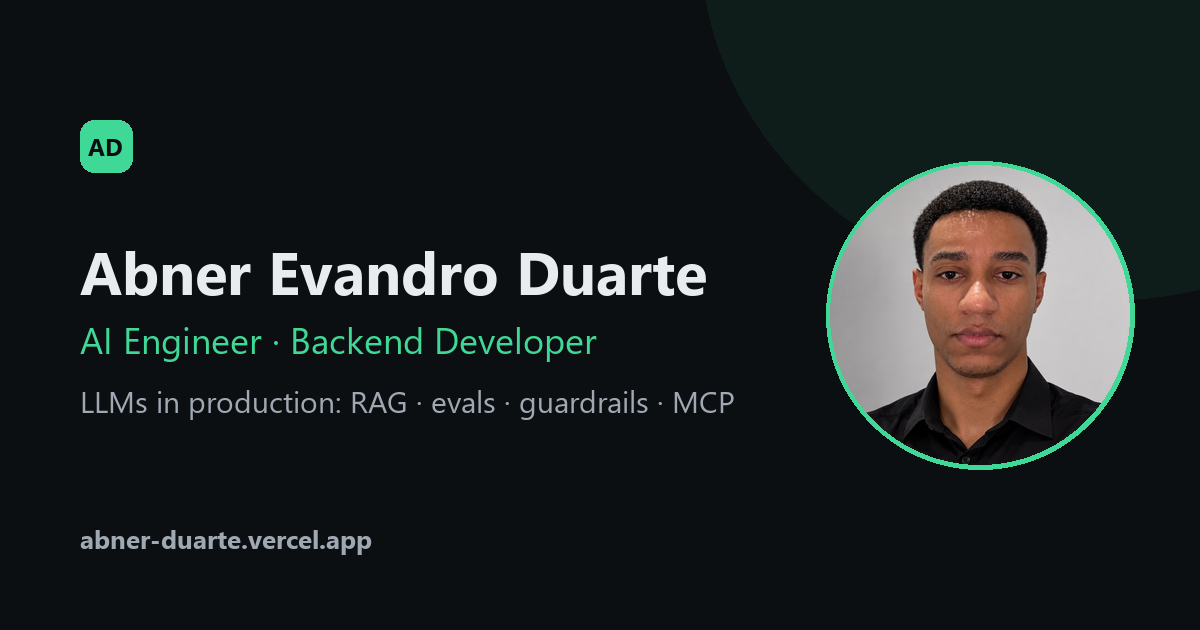 AD
Abner Evandro Duarte
AI Engineer · Backend Developer
LLMs in production: RAG · evals · guardrails · MCP
abner-duarte.vercel.app